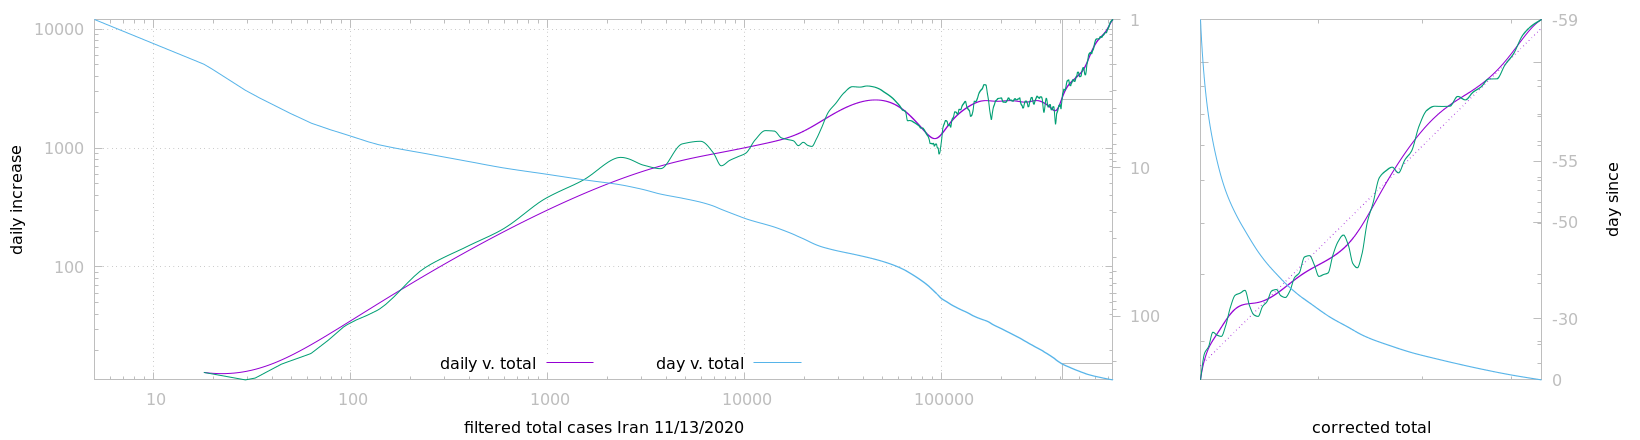 10000
1000
100
daily increase
10
100
1000
10000
100000
filtered total cases Iran 11/13/2020
daily v. total
day v. total
1
10
100
-59
-55
-50
-30
0
day since
corrected total